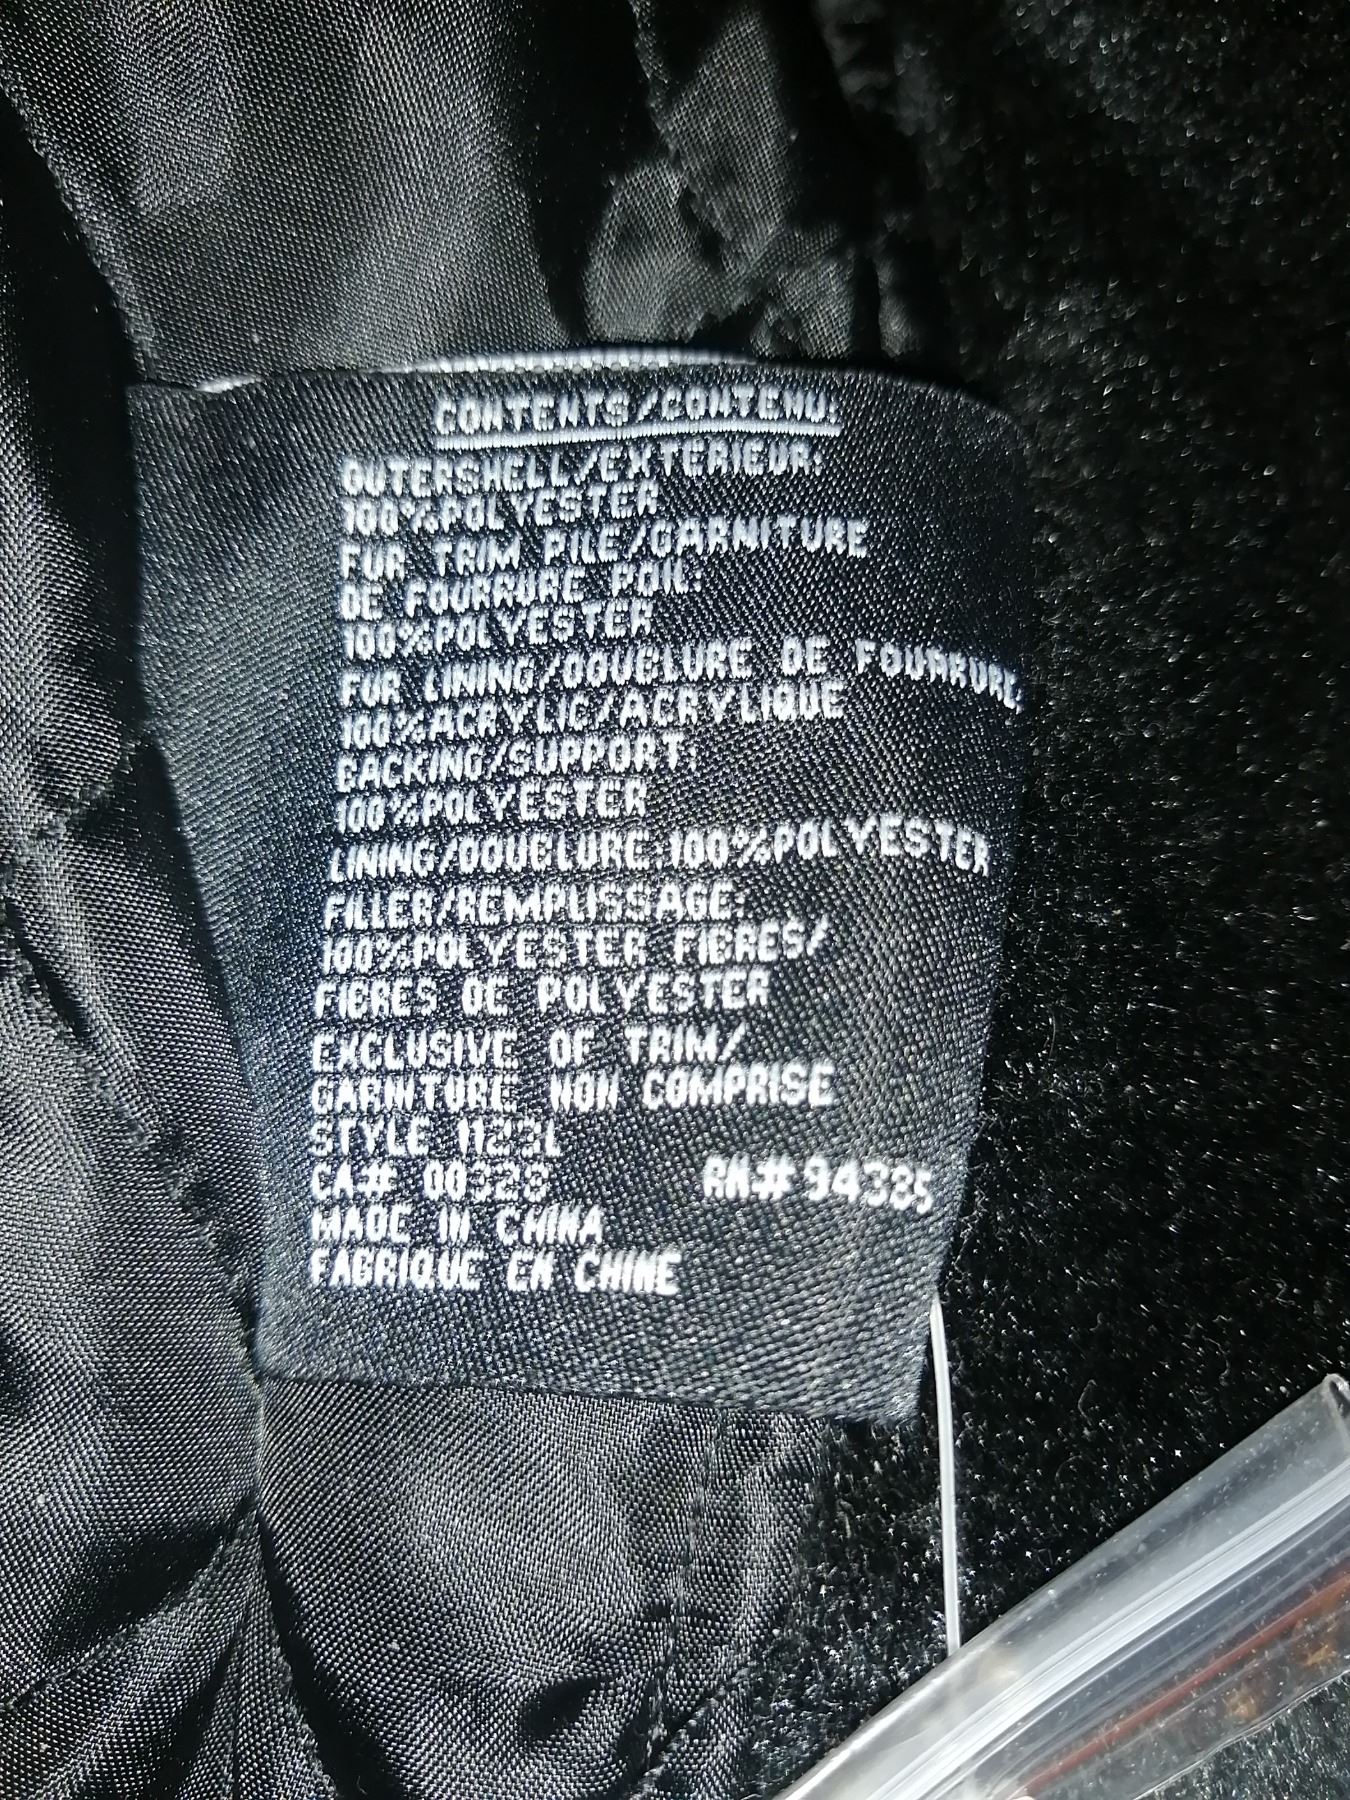 CONTENTS/CONTENU:
OUTERSHELL/EXTERIEUR:
100%POLYESTER
FUR TRIM PILE/GARNITURE
DE FOURRURE POIL:
100%POLYESTER
FUR LINING/DOUBLURE DE FOURRURE:
100%ACRYLIC/ACRYLIQUE
BACKING/SUPPORT:
100%POLYESTER
LINING/DOUBLURE 100%POLYESTER
FILLER/REMPLISSAGE:
100%POLYESTER FIBRES/
FIBRES DE POLYESTER
EXCLUSIVE OF TRIM/
GARNITURE NON COMPRISE
STYLE 1123L
CA# 00328 RN# 94385
MADE IN CHINA
FABRIQUE EN CHINE